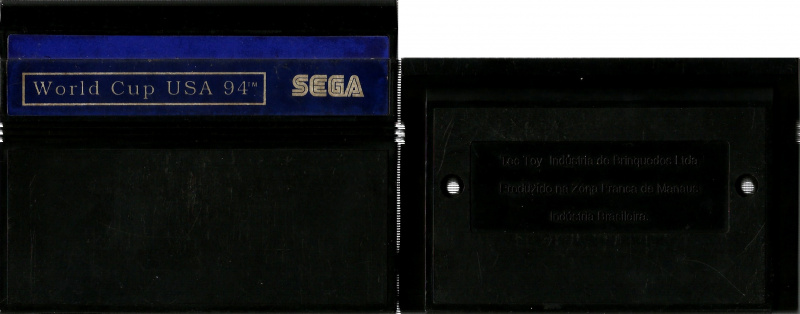 World Cup USA 94™
SEGA
Tec Toy Indústria de Brinquedos Ltda
Produzido na Zona Franca de Manaus
Indústria Brasileira